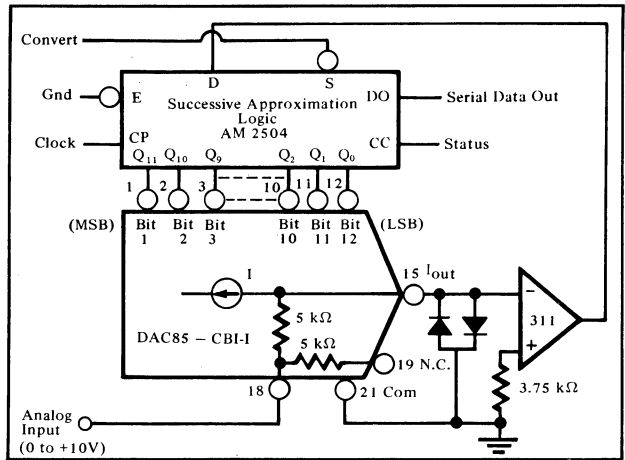 Convert
D
S
Gnd
E
DO
Serial Data Out
Successive Approximation
Logic
AM 2504
Clock
CP
CC
Status
Q11 Q10 Q9 Q2 Q1 Q0
1 2 3 10 11 12
(MSB)
Bit 1
Bit 2
Bit 3
Bit 10
Bit 11
Bit 12
(LSB)
I
15 Iout
5 kΩ
5 kΩ
DAC85 – CBI-I
19 N.C.
−
311
+
3.75 kΩ
18
21 Com
Analog
Input
(0 to +10V)